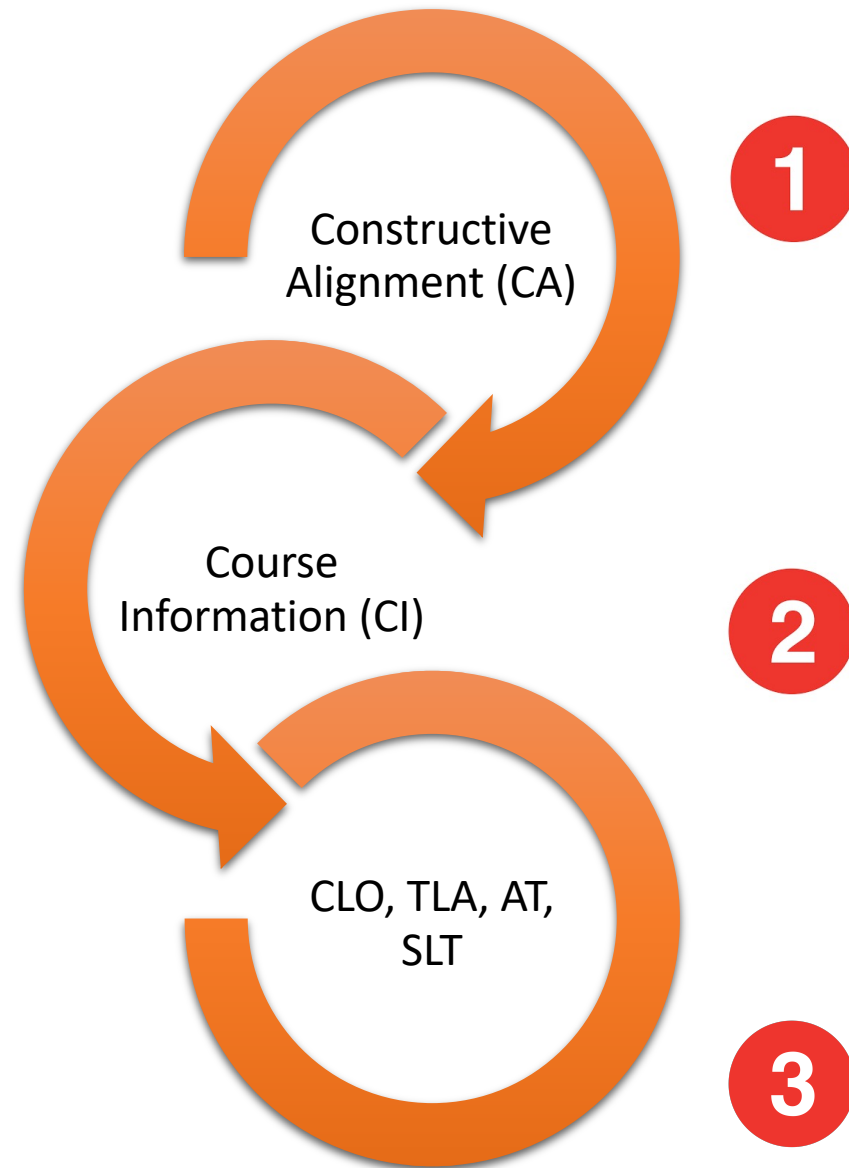 Constructive
Alignment (CA)
1
Course
Information (CI)
2
CLO, TLA, AT,
SLT
3